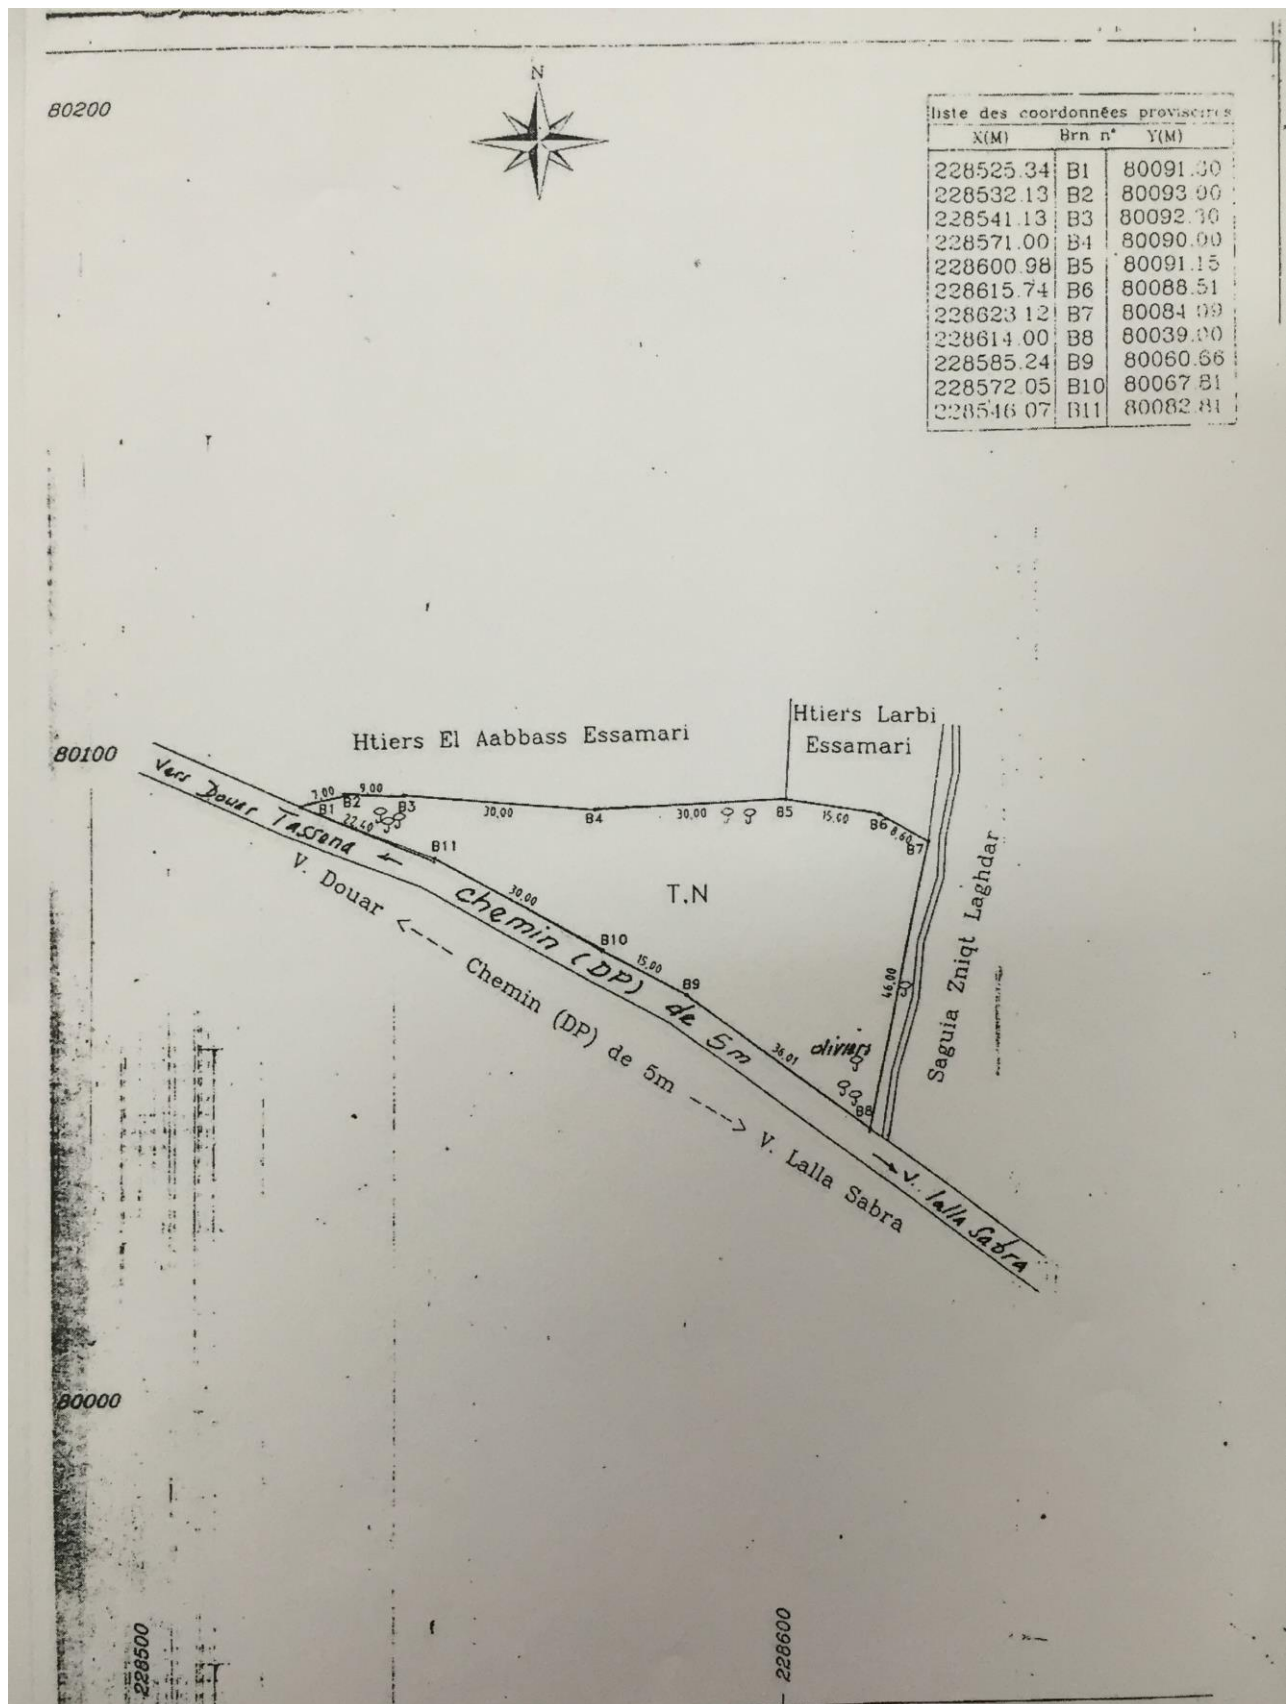 N
80200
liste des coordonnées provisoires
X(M) Brn n° Y(M)
228525.34 B1 80091.30
228532.13 B2 80093.00
228541.13 B3 80092.80
228571.00 B4 80090.00
228600.98 B5 80091.15
228615.74 B6 80088.51
228623.12 B7 80084.09
228614.00 B8 80039.00
228585.24 B9 80060.66
228572.05 B10 80067.81
228546.07 B11 80082.81
Htiers Larbi
Essamari
Htiers El Aabbass Essamari
80100
7,00
9,00
B1
B2
B3
30,00
B4
30,00
B5
15,00
B6
8,60
B7
22,40
B11
Vers Douar Tassena ←
T.N
30,00
B10
15,00
B9
46,00
36,01
oliviers
B8
Saguia Zniqt Laghdar
chemin (DP) de 5m
V. Douar <---- Chemin (DP) de 5m ----> V. Lalla Sabra
→ V. lalla Sabra
80000
228500
228600